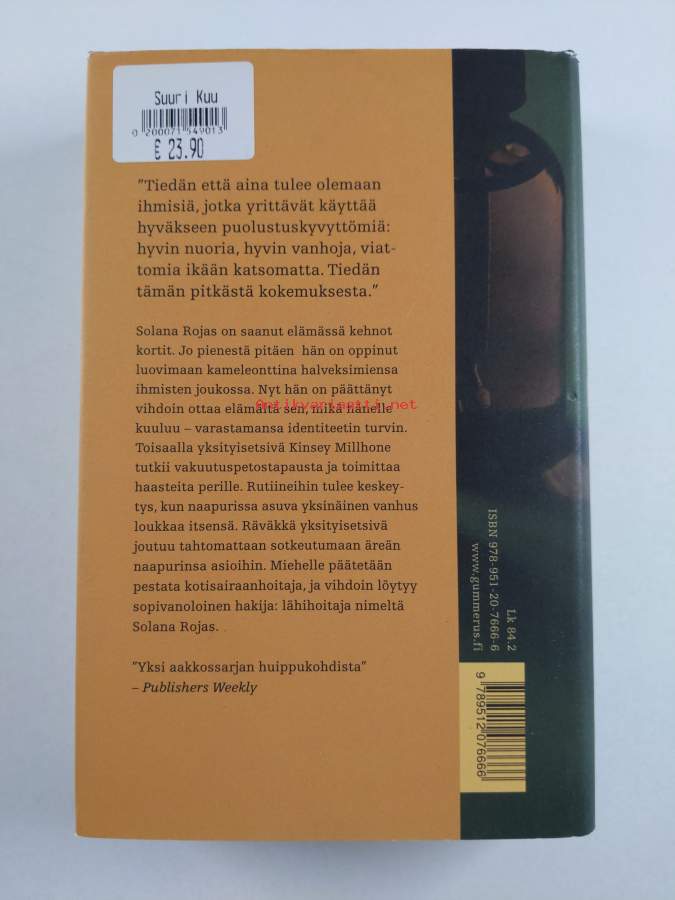 Suuri Kuu
0 200071 549013
€ 23.90
”Tiedän että aina tulee olemaan
ihmisiä, jotka yrittävät käyttää
hyväkseen puolustuskyvyttömiä:
hyvin nuoria, hyvin vanhoja, viat-
tomia ikään katsomatta. Tiedän
tämän pitkästä kokemuksesta.”
Solana Rojas on saanut elämässä kehnot
kortit. Jo pienestä pitäen hän on oppinut
luovimaan kameleonttina halveksimiensa
ihmisten joukossa. Nyt hän on päättänyt
vihdoin ottaa elämältä sen, mikä hänelle
Antikvariaatti.net
kuuluu – varastamansa identiteetin turvin.
Toisaalla yksityisetsivä Kinsey Millhone
tutkii vakuutuspetostapausta ja toimittaa
haasteita perille. Rutiineihin tulee keskey-
tys, kun naapurissa asuva yksinäinen vanhus
loukkaa itsensä. Räväkkä yksityisetsivä
joutuu tahtomattaan sotkeutumaan äreän
naapurinsa asioihin. Miehelle päätetään
pestata kotisairaanhoitaja, ja vihdoin löytyy
sopivanoloinen hakija: lähihoitaja nimeltä
Solana Rojas.
”Yksi aakkossarjan huippukohdista”
– Publishers Weekly
Lk 84.2
ISBN 978-951-20-7666-6
www.gummerus.fi
9 789512 076666